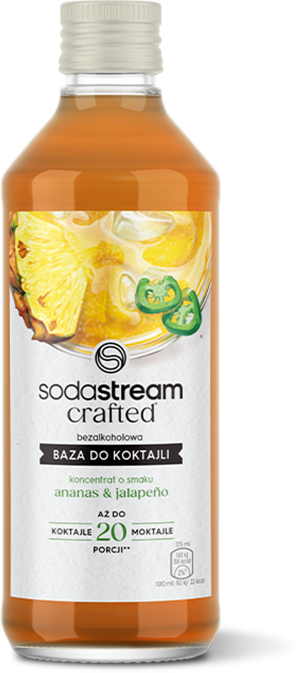 sodastream
crafted
bezalkoholowa
BAZA DO KOKTAJLI
koncentrat o smaku
ananas & jalapeño
AŻ DO
KOKTAJLE 20 MOKTAJLE
PORCJI**